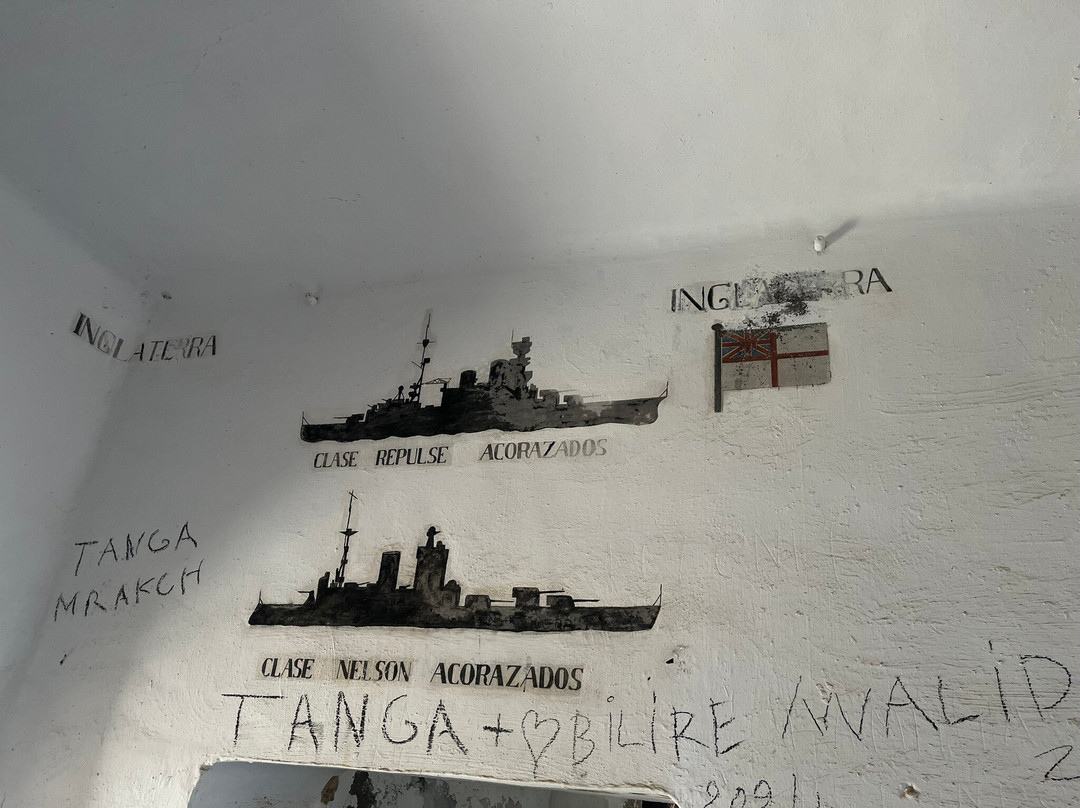 INGLATERRA
INGLATERRA
CLASE REPULSE ACORAZADOS
TANGA
MRAKCH
CLASE NELSON ACORAZADOS
TANGA + ♡ BILIRE / WALID